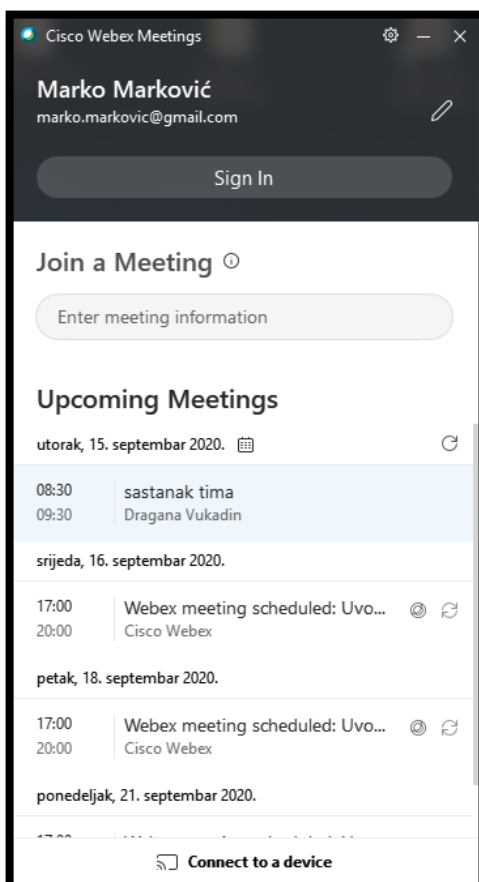 Cisco Webex Meetings
Marko Marković
marko.markovic@gmail.com
Sign In
Join a Meeting
Enter meeting information
Upcoming Meetings
utorak, 15. septembar 2020.
08:30 sastanak tima
09:30 Dragana Vukadin
srijeda, 16. septembar 2020.
17:00 Webex meeting scheduled: Uvo...
20:00 Cisco Webex
petak, 18. septembar 2020.
17:00 Webex meeting scheduled: Uvo...
20:00 Cisco Webex
ponedeljak, 21. septembar 2020.
Connect to a device